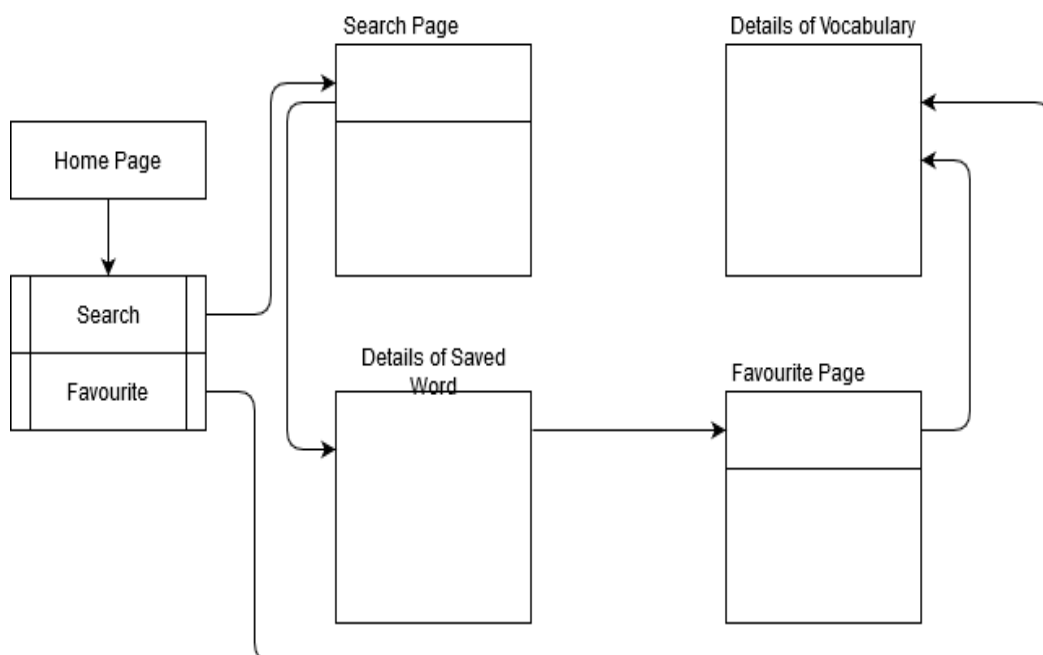 Search Page
Details of Vocabulary
Home Page
Search
Favourite
Details of Saved
Word
Favourite Page